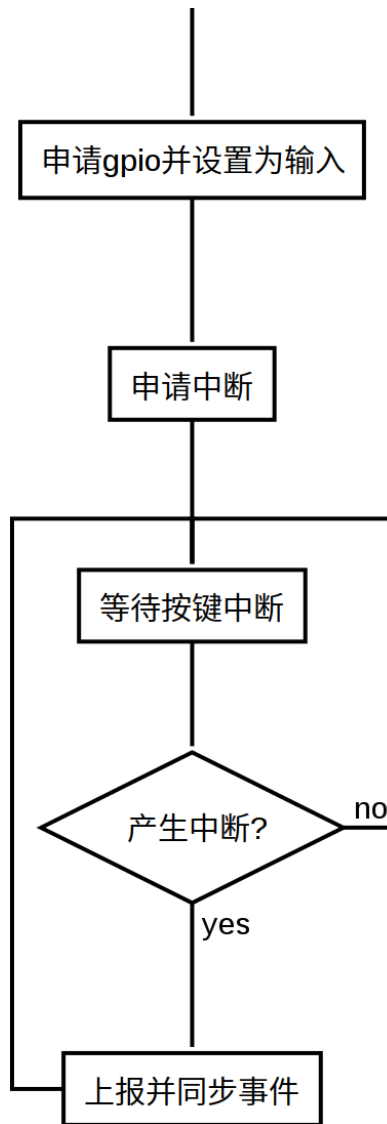 申请gpio并设置为输入
申请中断
等待按键中断
产生中断?
no
yes
上报并同步事件